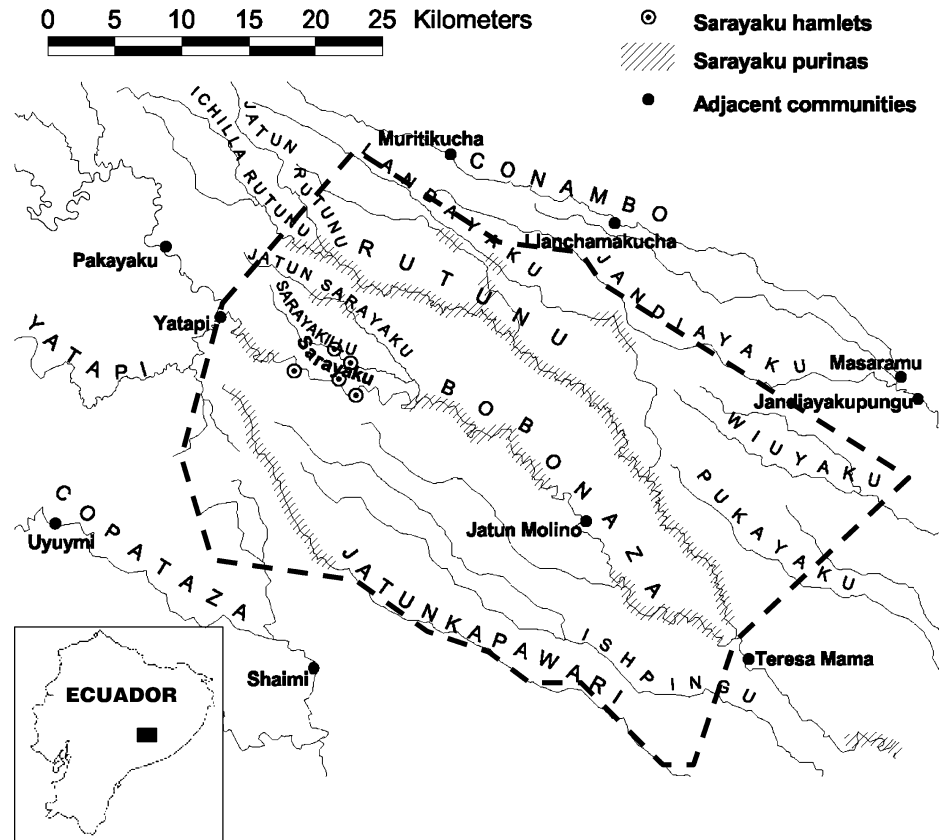 0 5 10 15 20 25 Kilometers
Sarayaku hamlets
Sarayaku purinas
Adjacent communities
ICHILLA RUTUNU
JATUN RUTUNU
Muritikucha
CONAMBO
LANPAYAKU
Llanchamakucha
Pakayaku
RUTUNU
JATUN SARAYAKU
JANDIAYAKU
SARAYAKILLU
Yatapi
YATAPI
Sarayaku
Masaramu
Jandiayakupungu
BOBONAZA
WIUYAKU
PUKAYAKU
COPATAZA
Uyuymi
Jatun Molino
JATUNKAPAWARI
ISHPINGU
Teresa Mama
Shaimi
ECUADOR